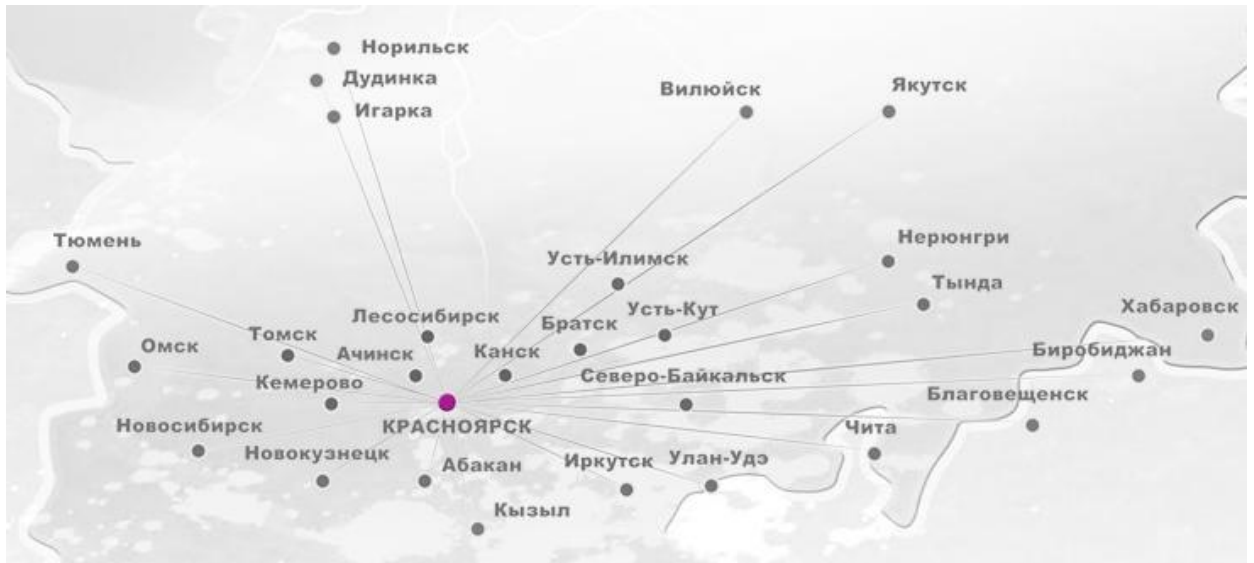 Норильск
Дудинка
Игарка
Вилюйск
Якутск
Тюмень
Нерюнгри
Усть-Илимск
Тында
Хабаровск
Лесосибирск
Усть-Кут
Братск
Томск
Омск
Ачинск
Канск
Биробиджан
Кемерово
Северо-Байкальск
Благовещенск
Новосибирск
КРАСНОЯРСК
Чита
Новокузнецк
Абакан
Иркутск
Улан-Удэ
Кызыл